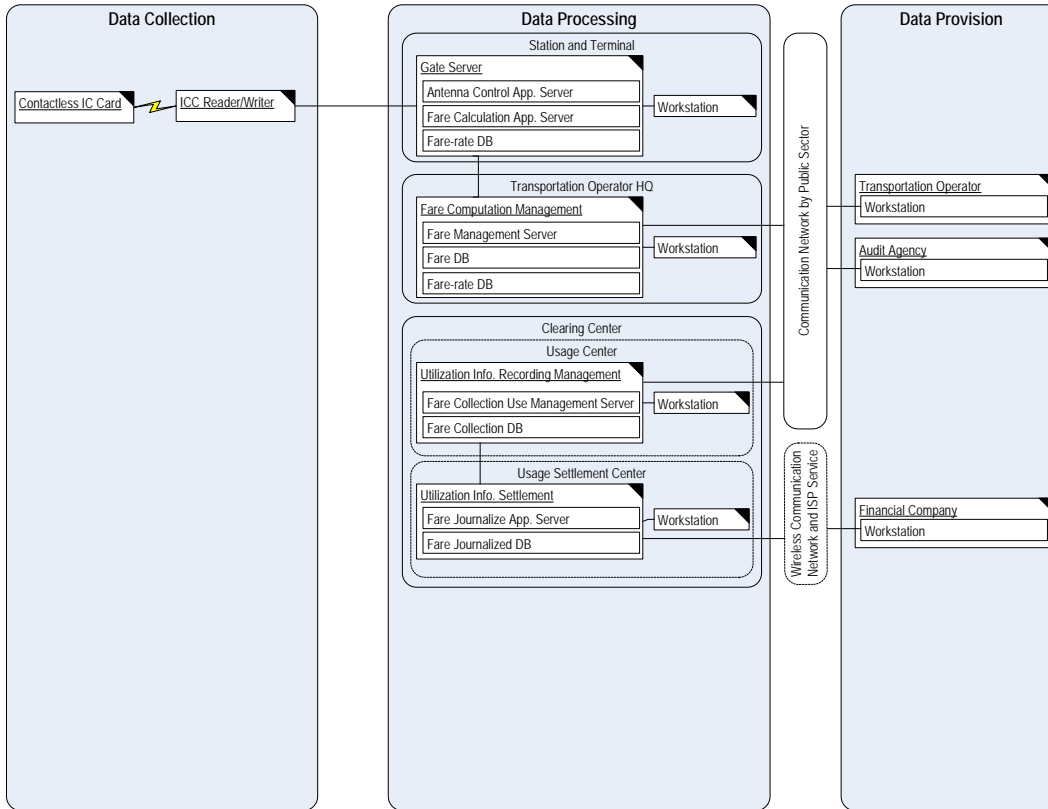 Data Collection
Contactless IC Card
ICC Reader/Writer
Data Processing
Station and Terminal
Gate Server
Antenna Control App. Server
Fare Calculation App. Server
Fare-rate DB
Workstation
Transportation Operator HQ
Fare Computation Management
Fare Management Server
Fare DB
Fare-rate DB
Workstation
Clearing Center
Usage Center
Utilization Info. Recording Management
Fare Collection Use Management Server
Fare Collection DB
Workstation
Usage Settlement Center
Utilization Info. Settlement
Fare Journalize App. Server
Fare Journalized DB
Workstation
Communication Network by Public Sector
Wireless Communication
Network and ISP Service
Data Provision
Transportation Operator
Workstation
Audit Agency
Workstation
Financial Company
Workstation